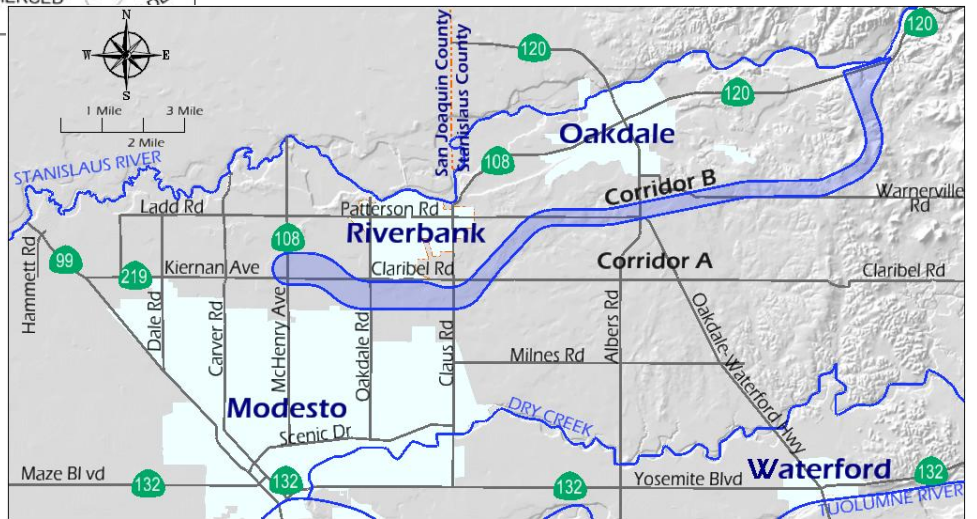 MERCED
N
W E
S
1 Mile 3 Mile
2 Mile
San Joaquin County
Stanislaus County
120
120
120
Oakdale
STANISLAUS RIVER
108
Corridor B
Warnerville
Rd
Ladd Rd
Patterson Rd
Riverbank
108
Hammett Rd
99
219
Kiernan Ave
Claribel Rd
Corridor A
Claribel Rd
Dale Rd
Carver Rd
McHenry Ave
Oakdale Rd
Claus Rd
Albers Rd
Oakdale-Waterford Hwy
Milnes Rd
Modesto
Scenic Dr
DRY CREEK
Maze Bl vd
132
132
132
Yosemite Blvd
Waterford
132
TUOLUMNE RIVER